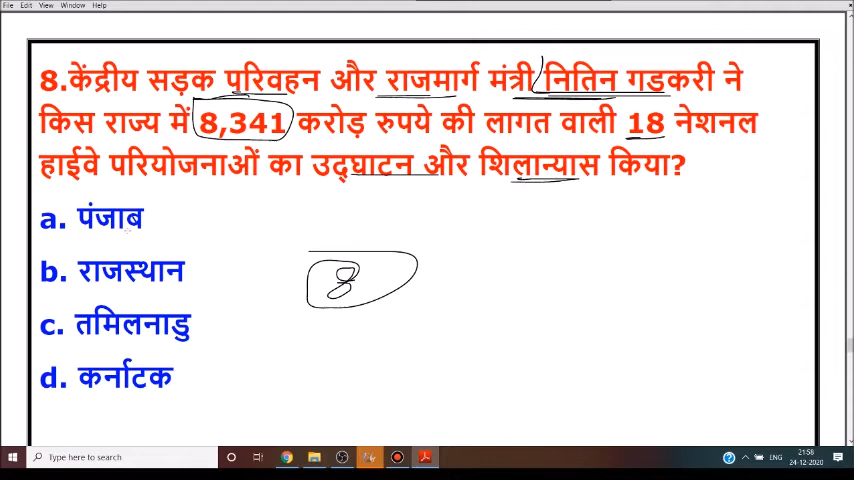 File Edit View Window Help
8.केंद्रीय सड़क परिवहन और राजमार्ग मंत्री नितिन गडकरी ने
किस राज्य में 8,341 करोड़ रुपये की लागत वाली 18 नेशनल
हाईवे परियोजनाओं का उद्घाटन और शिलान्यास किया?
a. पंजाब
b. राजस्थान
8
c. तमिलनाडु
d. कर्नाटक
Type here to search
ENG
21:58
24-12-2020